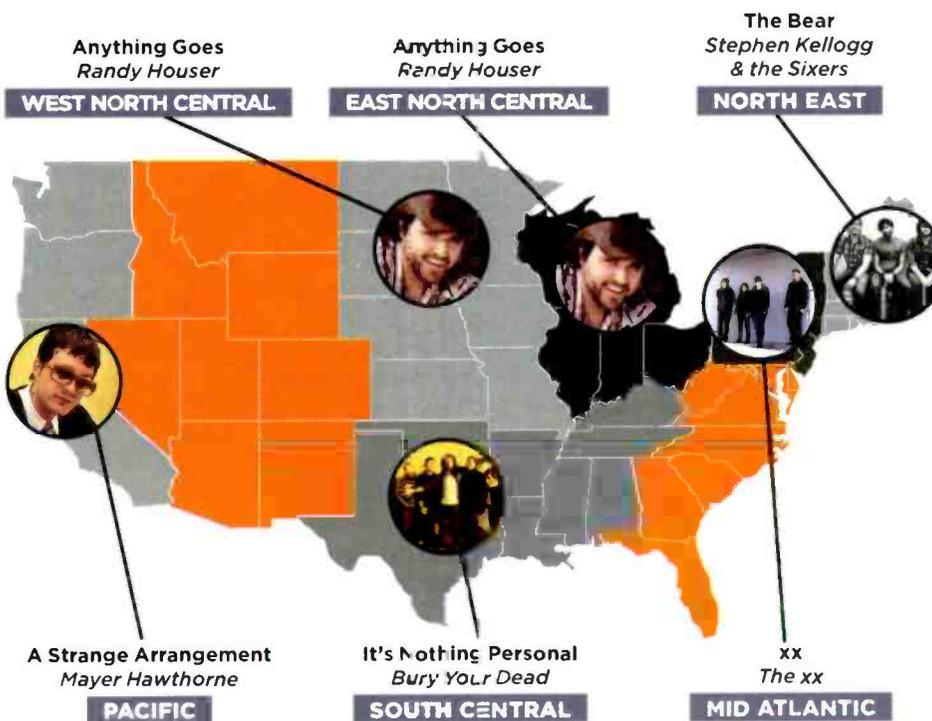 Anything Goes
Randy Houser
WEST NORTH CENTRAL
Anything Goes
Randy Houser
EAST NORTH CENTRAL
The Bear
Stephen Kellogg
& the Sixers
NORTH EAST
A Strange Arrangement
Mayer Hawthorne
PACIFIC
It's Nothing Personal
Bury Your Dead
SOUTH CENTRAL
xx
The xx
MID ATLANTIC